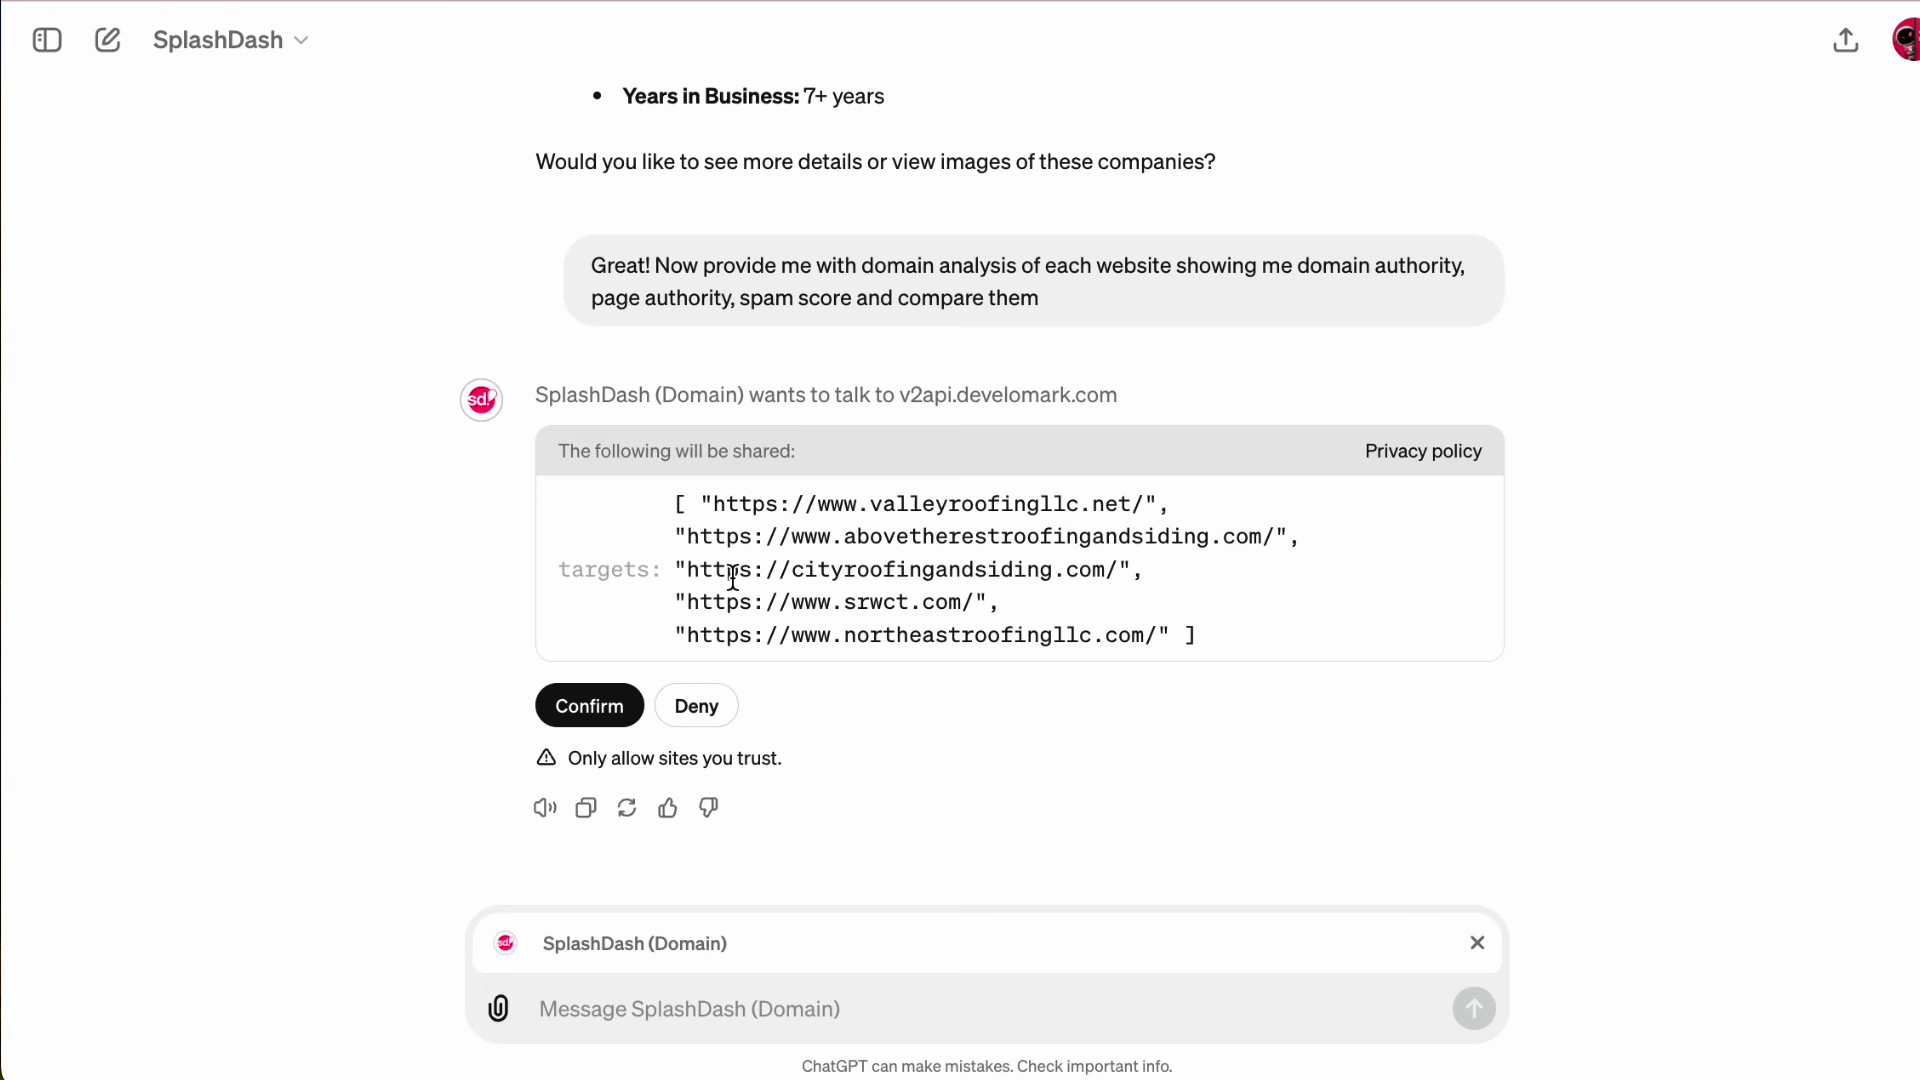 SplashDash
• Years in Business: 7+ years
Would you like to see more details or view images of these companies?
Great! Now provide me with domain analysis of each website showing me domain authority,
page authority, spam score and compare them
sd.
SplashDash (Domain) wants to talk to v2api.develomark.com
The following will be shared:
Privacy policy
[ "https://www.valleyroofingllc.net/",
"https://www.abovetherestroofingandsiding.com/",
targets: "https://cityroofingandsiding.com/",
"https://www.srwct.com/",
"https://www.northeastroofingllc.com/" ]
Confirm
Deny
Only allow sites you trust.
sd.
SplashDash (Domain)
Message SplashDash (Domain)
ChatGPT can make mistakes. Check important info.